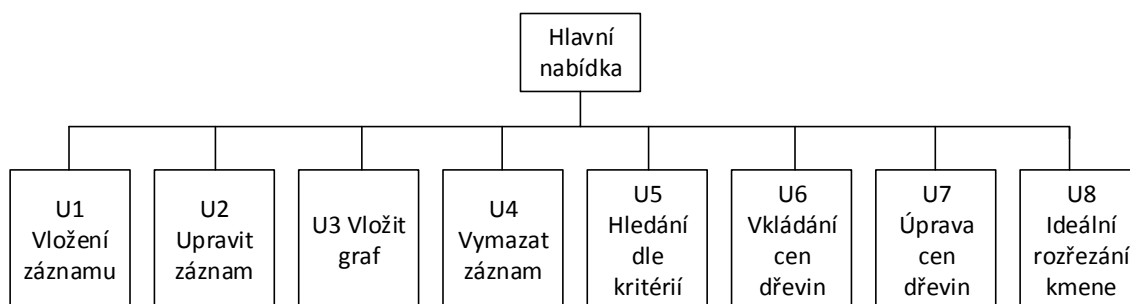 Hlavní
nabídka
U1
Vložení
záznamu
U2
Upravit
záznam
U3 Vložit
graf
U4
Vymazat
záznam
U5
Hledání
dle
kritérií
U6
Vkládání
cen
dřevin
U7
Úprava
cen
dřevin
U8
Ideální
rozřezání
kmene